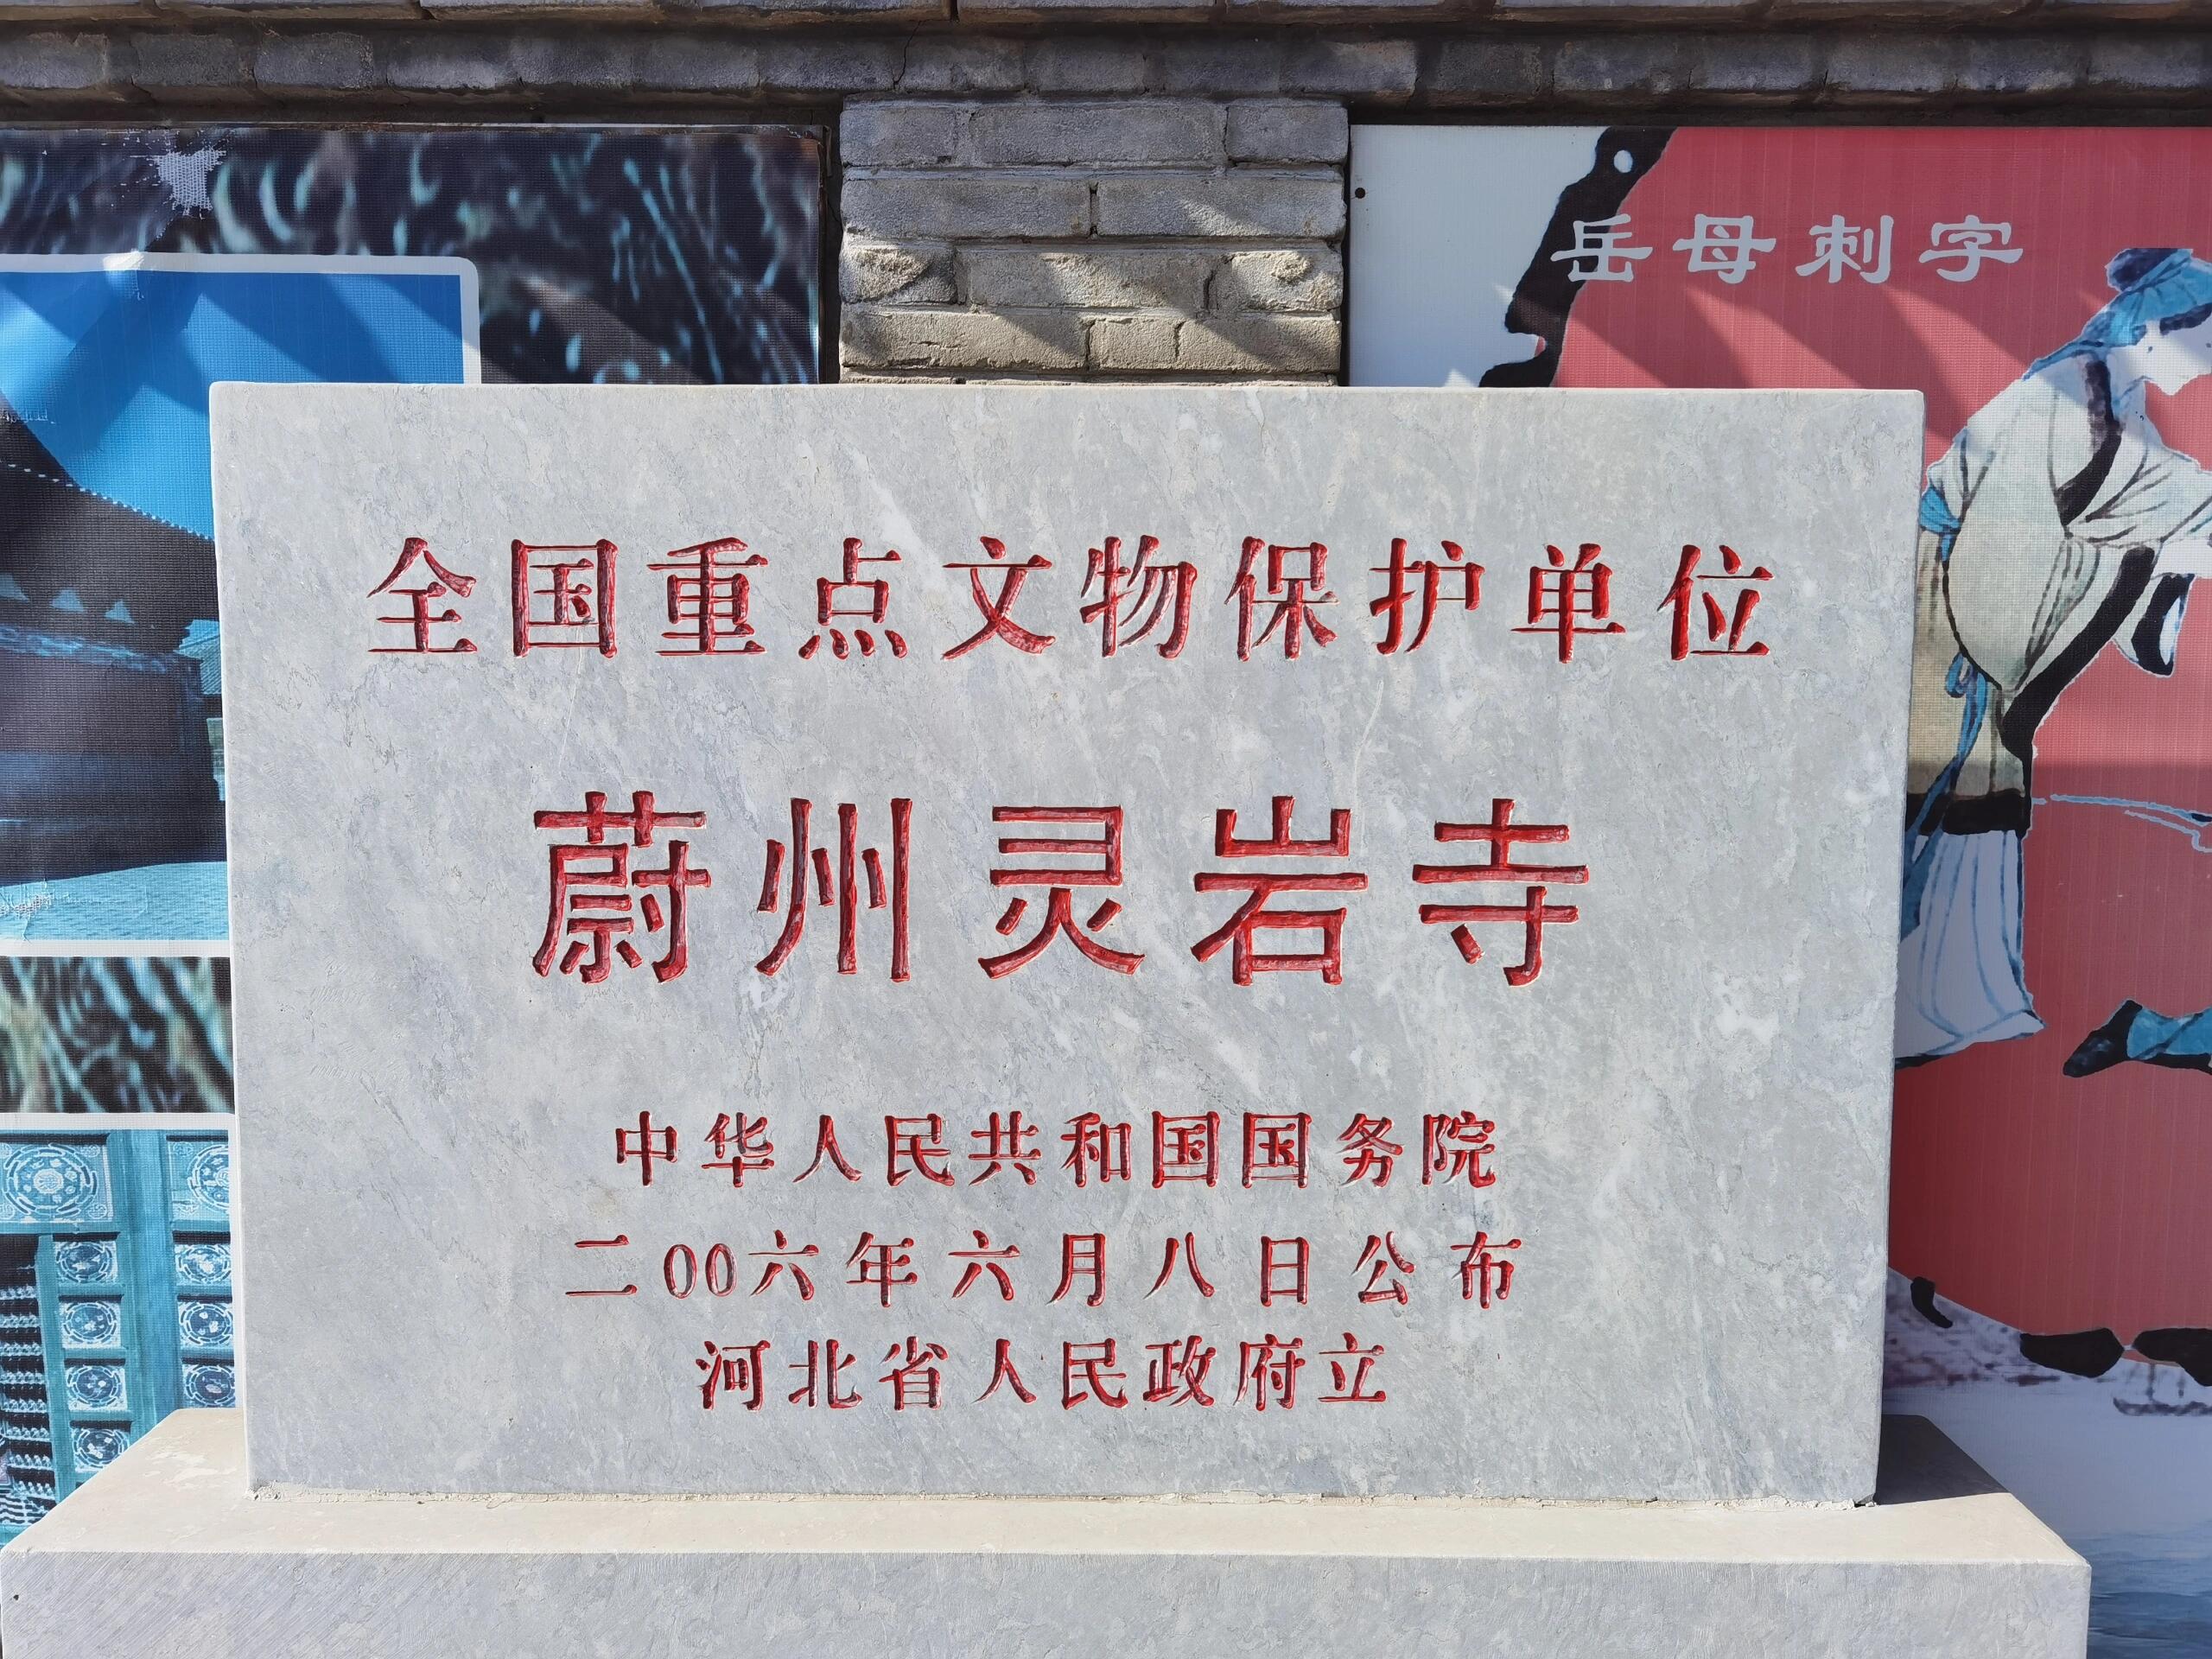 岳母刺字
全国重点文物保护单位
蔚州灵岩寺
中华人民共和国国务院
二00六年六月八日公布
河北省人民政府立